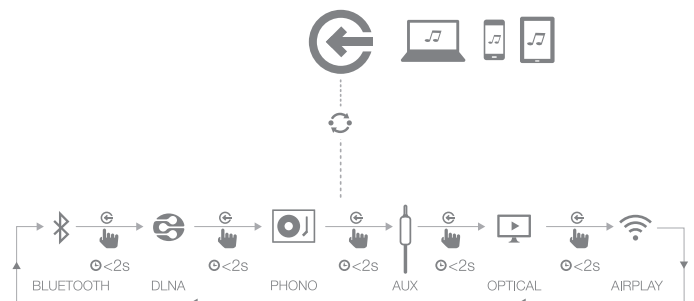 <2s <2s <2s <2s <2s
BLUETOOTH DLNA PHONO AUX OPTICAL AIRPLAY